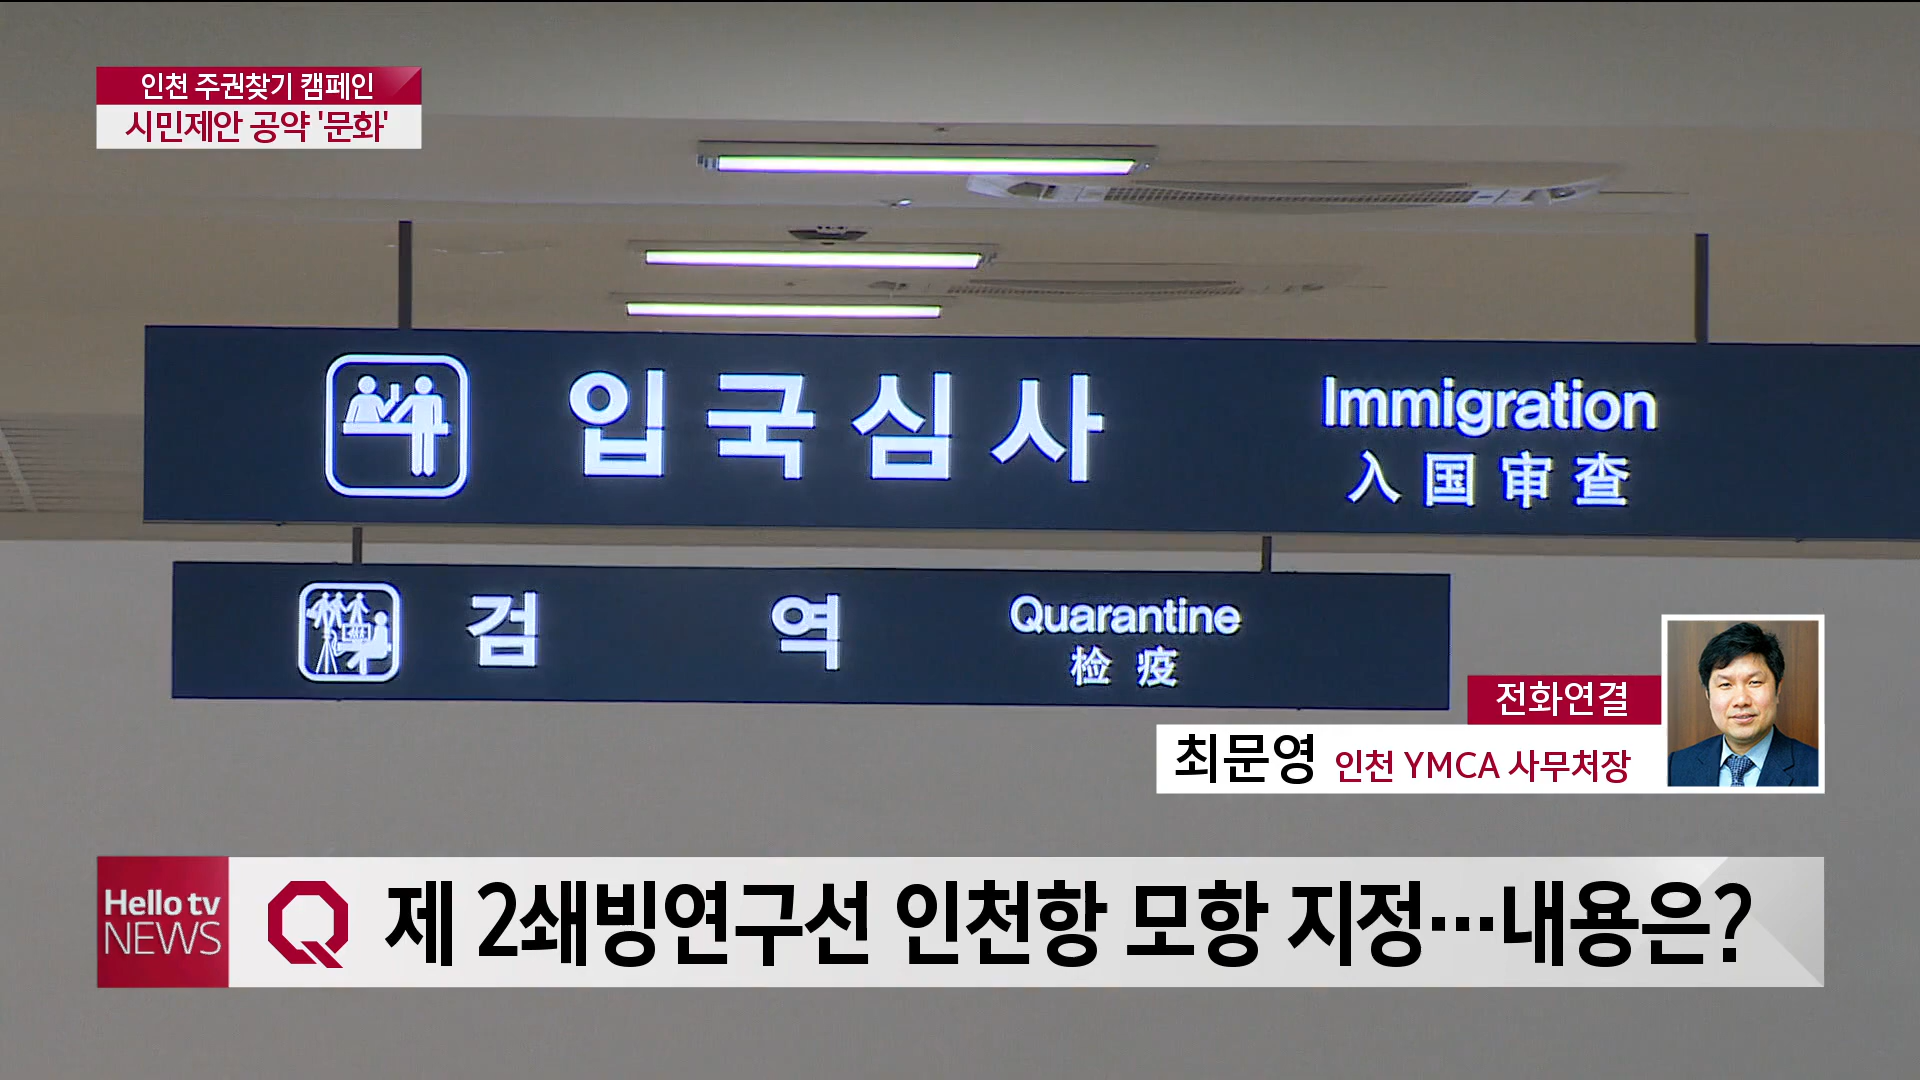 인천 주권찾기 캠페인
시민제안 공약 '문화'
입국심사 Immigration
入国审查
검역 Quarantine
检疫
전화연결
최문영 인천 YMCA 사무처장
Hello tv
NEWS
Q 제 2쇄빙연구선 인천항 모항 지정…내용은?